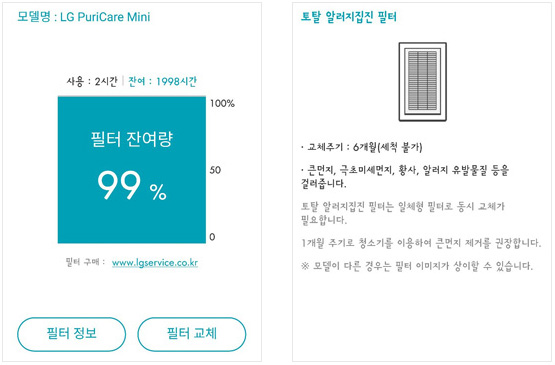 모델명 : LG PuriCare Mini
사용 : 2시간 | 잔여 : 1998시간
100%
필터 잔여량
99 %
50
0
필터 구매 : www.lgservice.co.kr
필터 정보
필터 교체
토탈 알러지집진 필터
· 교체주기 : 6개월(세척 불가)
· 큰먼지, 극초미세먼지, 황사, 알러지 유발물질 등을
걸러줍니다.
토탈 알러지집진 필터는 일체형 필터로 동시 교체가
필요합니다.
1개월 주기로 청소기를 이용하여 큰먼지 제거를 권장합니다.
※ 모델이 다른 경우는 필터 이미지가 상이할 수 있습니다.